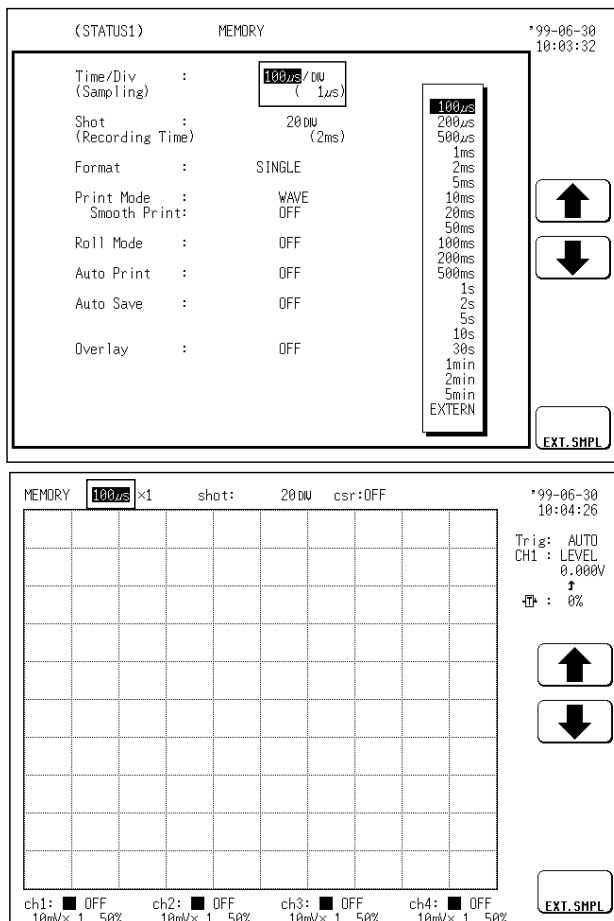 (STATUS1) MEMORY '99-06-30
10:03:32
Time/Div : 100µs/DIV
(Sampling) ( 1µs)
Shot : 20DIV
(Recording Time) (2ms)
Format : SINGLE
Print Mode : WAVE
Smooth Print: OFF
Roll Mode : OFF
Auto Print : OFF
Auto Save : OFF
Overlay : OFF
100µs
200µs
500µs
1ms
2ms
5ms
10ms
20ms
50ms
100ms
200ms
500ms
1s
2s
5s
10s
30s
1min
2min
5min
EXTERN
EXT.SMPL
MEMORY 100µs ×1 shot: 20DIV csr:OFF '99-06-30
10:04:26
Trig: AUTO
CH1 : LEVEL
0.000V
T : 0%
EXT.SMPL
ch1: OFF ch2: OFF ch3: OFF ch4: OFF
10mV× 1 50% 10mV× 1 50% 10mV× 1 50% 10mV× 1 50%